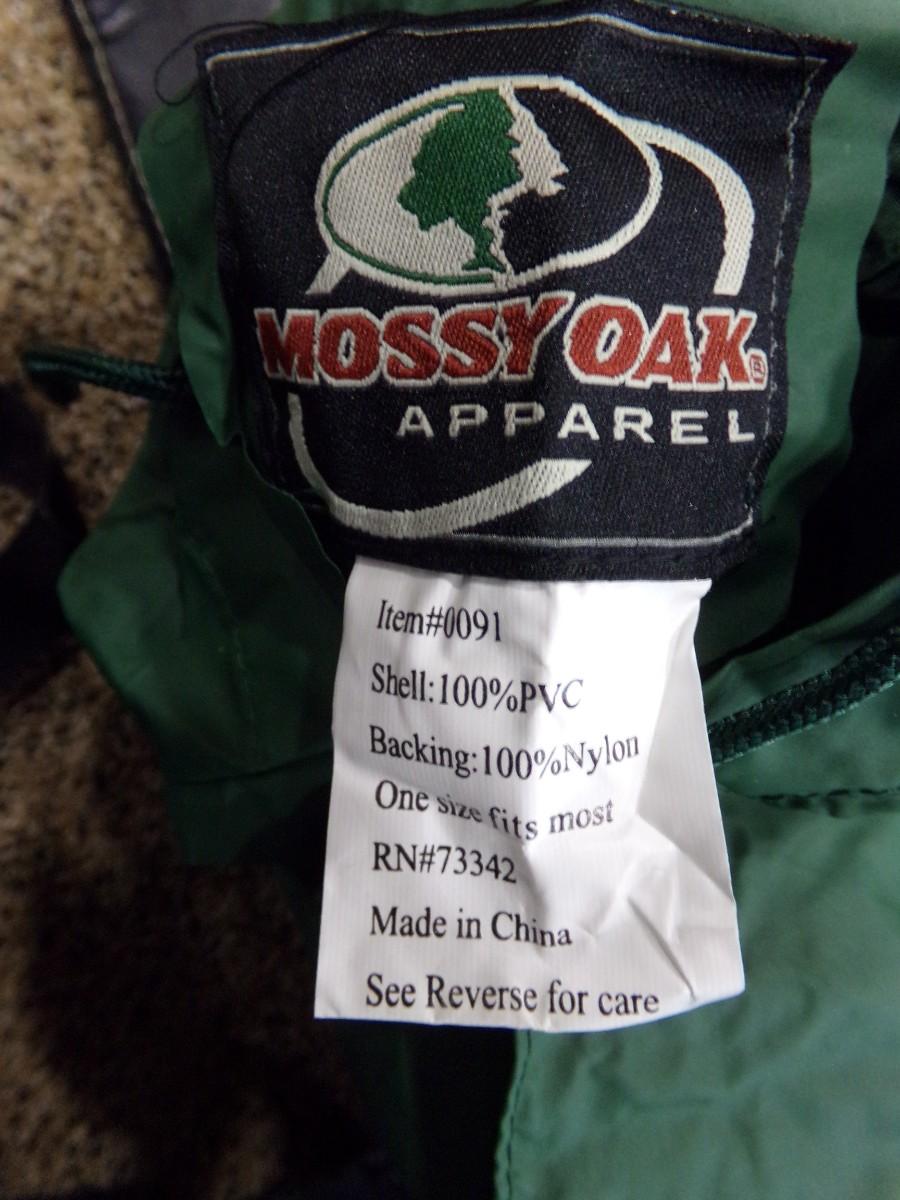 MOSSY OAK®
APPAREL
Item#0091
Shell:100%PVC
Backing:100%Nylon
One size fits most
RN#73342
Made in China
See Reverse for care